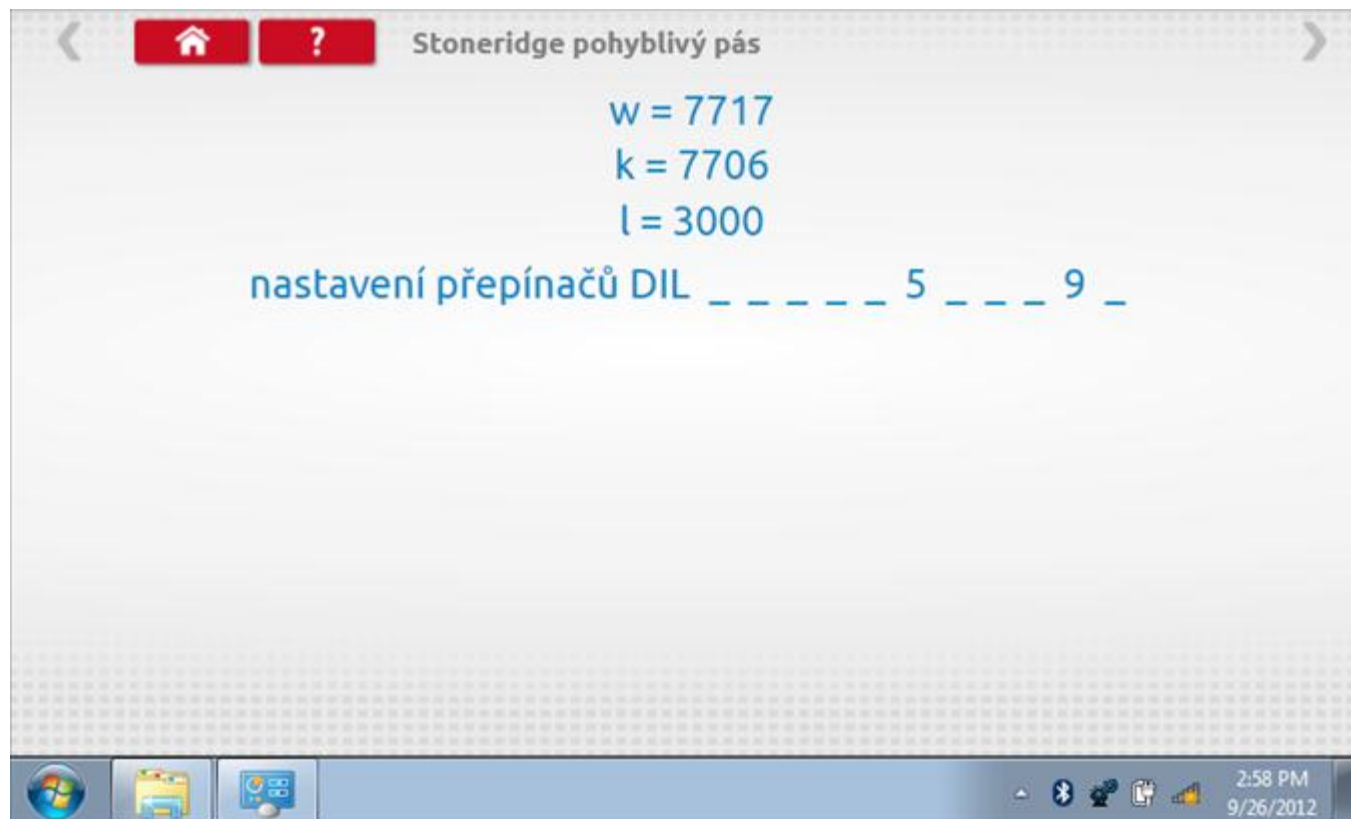 ? Stoneridge pohyblivý pás
w = 7717
k = 7706
l = 3000
nastavení přepínačů DIL _ _ _ _ _ 5 _ _ _ 9 _
2:58 PM
9/26/2012